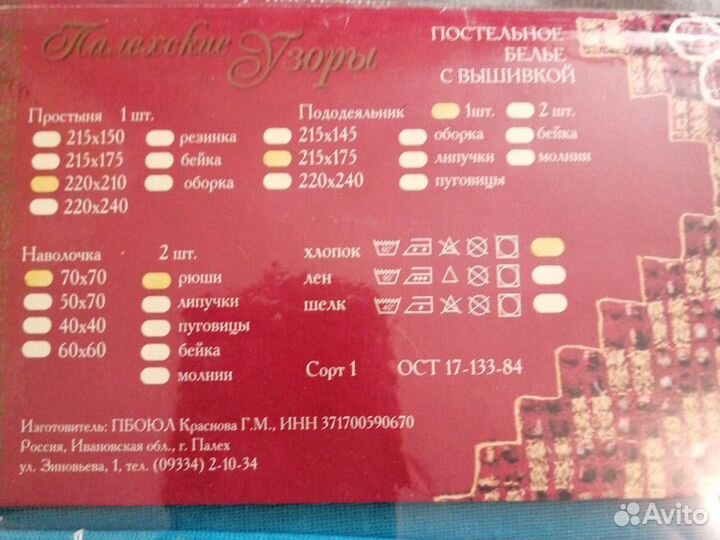 Палехские Узоры
ПОСТЕЛЬНОЕ
БЕЛЬЕ
С ВЫШИВКОЙ
Простыня 1 шт.
215х150 резинка
215х175 бейка
220х210 оборка
220х240
Пододеяльник 1шт. 2 шт.
215х145 оборка бейка
215х175 липучки молнии
220х240 пуговицы
Наволочка 2 шт.
70х70 рюши
50х70 липучки
40х40 пуговицы
60х60 бейка
молнии
хлопок
лен
шелк
Сорт 1 ОСТ 17-133-84
Изготовитель: ПБОЮЛ Краснова Г.М., ИНН 371700590670
Россия, Ивановская обл., г. Палех
ул. Зиновьева, 1, тел. (09334) 2-10-34
Avito